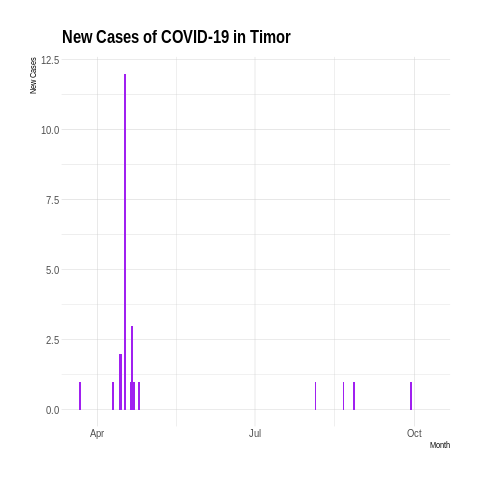 New Cases of COVID-19 in Timor
New Cases
12.5
10.0
7.5
5.0
2.5
0.0
Apr
Jul
Oct
Month